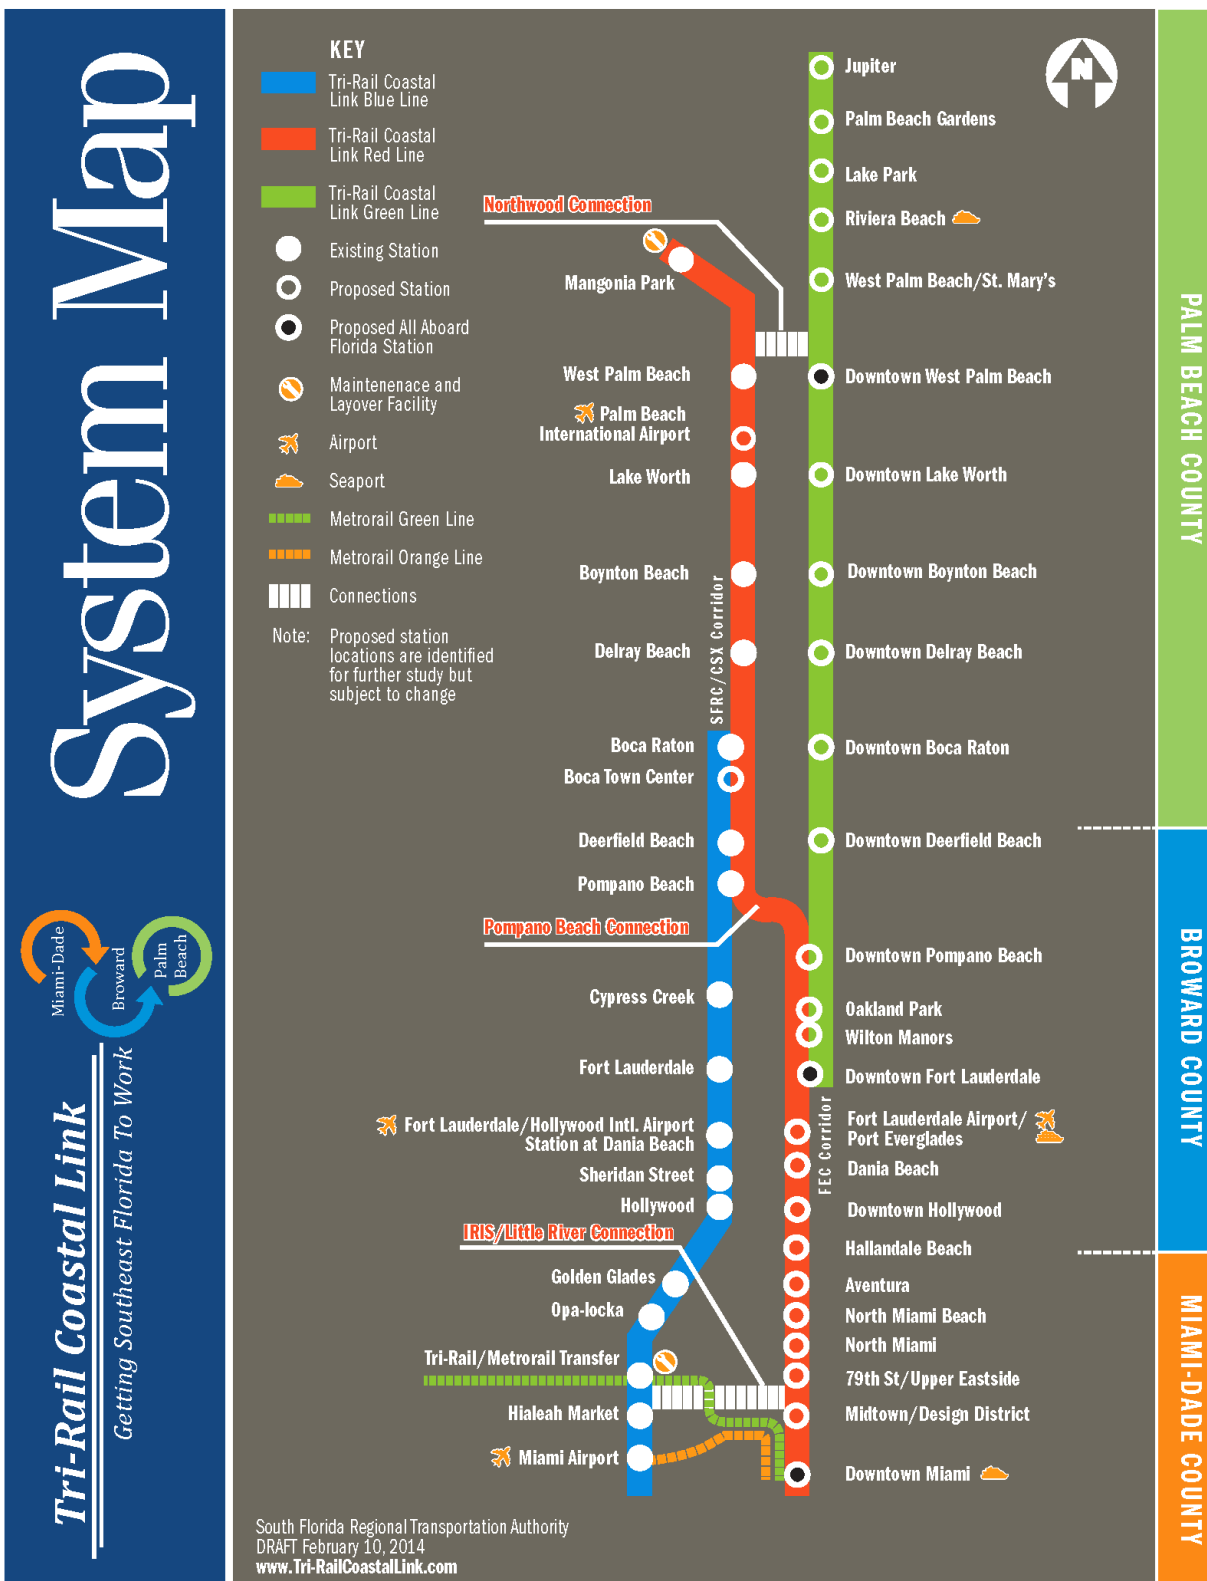 System Map
Miami-Dade
Broward
Palm
Beach
Tri-Rail Coastal Link
Getting Southeast Florida To Work
KEY
Tri-Rail Coastal
Link Blue Line
Tri-Rail Coastal
Link Red Line
Tri-Rail Coastal
Link Green Line
Existing Station
Proposed Station
Proposed All Aboard
Florida Station
Maintenenace and
Layover Facility
Airport
Seaport
Metrorail Green Line
Metrorail Orange Line
Connections
Note: Proposed station
locations are identified
for further study but
subject to change
N
Northwood Connection
Mangonia Park
West Palm Beach
Palm Beach
International Airport
Lake Worth
Boynton Beach
Delray Beach
SFRC/CSX Corridor
Boca Raton
Boca Town Center
Deerfield Beach
Pompano Beach
Pompano Beach Connection
Cypress Creek
Fort Lauderdale
Fort Lauderdale/Hollywood Intl. Airport
Station at Dania Beach
Sheridan Street
Hollywood
IRIS/Little River Connection
Golden Glades
Opa-locka
Tri-Rail/Metrorail Transfer
Hialeah Market
Miami Airport
Jupiter
Palm Beach Gardens
Lake Park
Riviera Beach
West Palm Beach/St. Mary's
Downtown West Palm Beach
Downtown Lake Worth
Downtown Boynton Beach
Downtown Delray Beach
Downtown Boca Raton
Downtown Deerfield Beach
Downtown Pompano Beach
Oakland Park
Wilton Manors
Downtown Fort Lauderdale
FEC Corridor
Fort Lauderdale Airport/
Port Everglades
Dania Beach
Downtown Hollywood
Hallandale Beach
Aventura
North Miami Beach
North Miami
79th St/Upper Eastside
Midtown/Design District
Downtown Miami
PALM BEACH COUNTY
BROWARD COUNTY
MIAMI-DADE COUNTY
South Florida Regional Transportation Authority
DRAFT February 10, 2014
www.Tri-RailCoastalLink.com